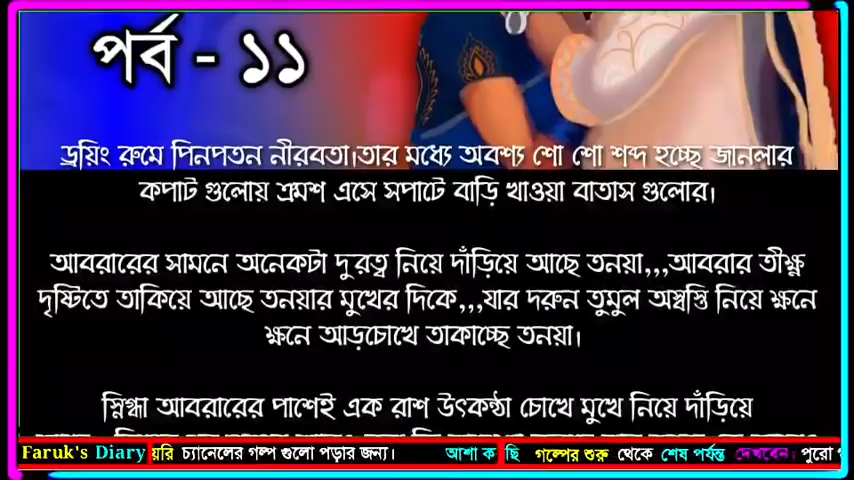 পর্ব - ১১
ড্রয়িং রুমে পিনপতন নীরবতা।তার মধ্যে অবশ্য শো শো শব্দ হচ্ছে জানলার
কপাট গুলোয় ক্রমশ এসে সপাটে বাড়ি খাওয়া বাতাস গুলোর।
আবরারের সামনে অনেকটা দুরত্ব নিয়ে দাঁড়িয়ে আছে তনয়া,,,আবরার তীক্ষ্ণ
দৃষ্টিতে তাকিয়ে আছে তনয়ার মুখের দিকে,,,যার দরুন তুমুল অস্বস্তি নিয়ে ক্ষনে
ক্ষনে আড়চোখে তাকাচ্ছে তনয়া।
স্নিগ্ধা আবরারের পাশেই এক রাশ উৎকন্ঠা চোখে মুখে নিয়ে দাঁড়িয়ে
Faruk's Diary য়রি চ্যানেলের গল্প গুলো পড়ার জন্য। আশা ক ছি গল্পের শুরু থেকে শেষ পর্যন্ত দেখবেন। পুরো